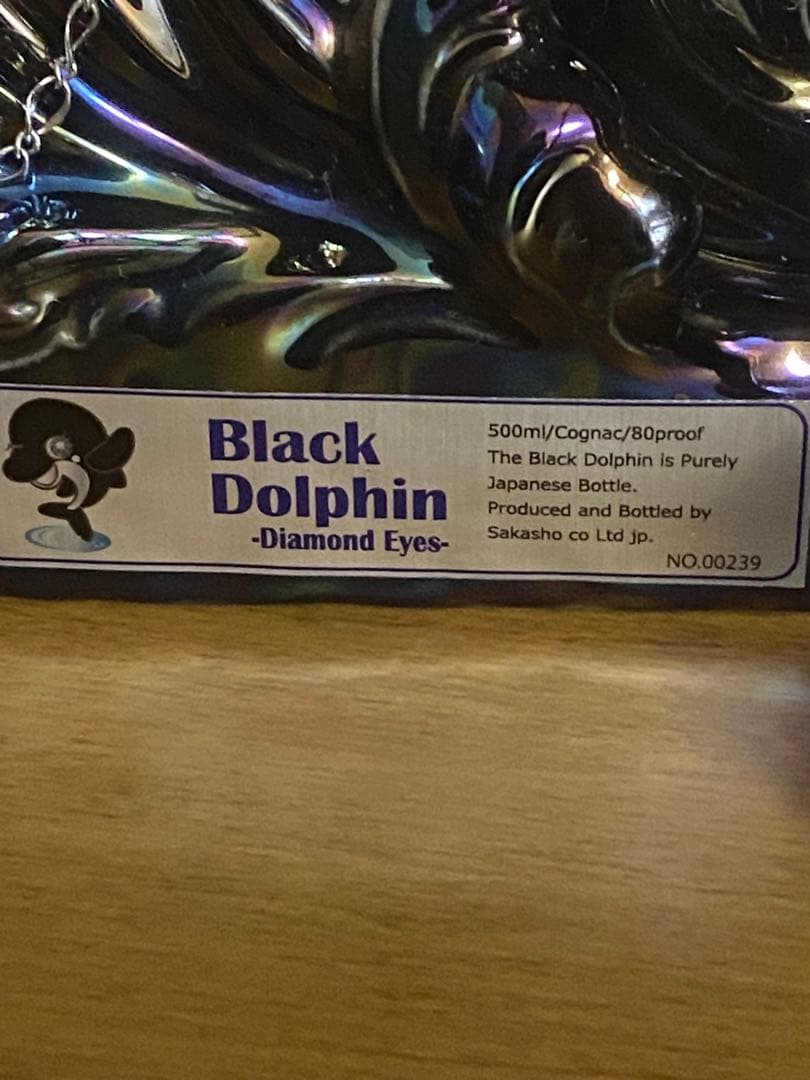 Black
Dolphin
-Diamond Eyes-
500ml/Cognac/80proof
The Black Dolphin is Purely
Japanese Bottle.
Produced and Bottled by
Sakasho co Ltd jp.
NO.00239